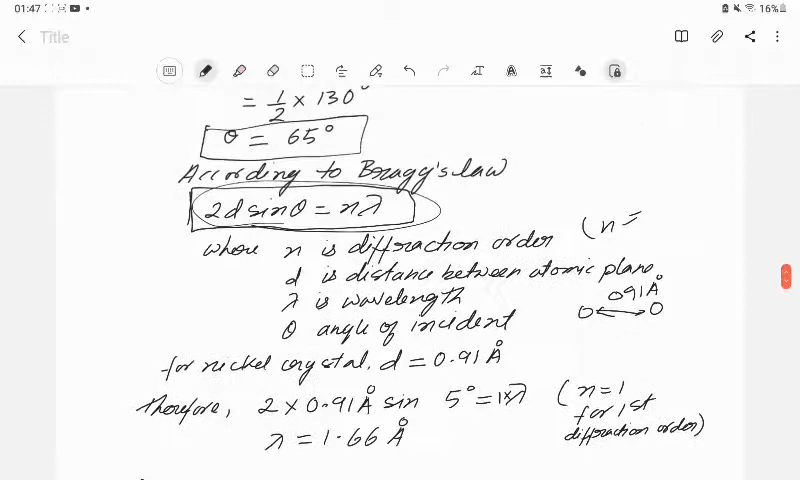 01:47
16%
Title
= 1/2 × 130°
θ = 65°
According to Bragg's law
2d sinθ = nλ
where n is diffraction order (n =
d is distance between atomic plane
λ is wavelength
0.91Å
θ angle of incident
for nickel crystal, d = 0.91 Å
therefore, 2 × 0.91Å sin 5° = 1×λ (n = 1
for 1st
λ = 1.66 Å
diffraction order)